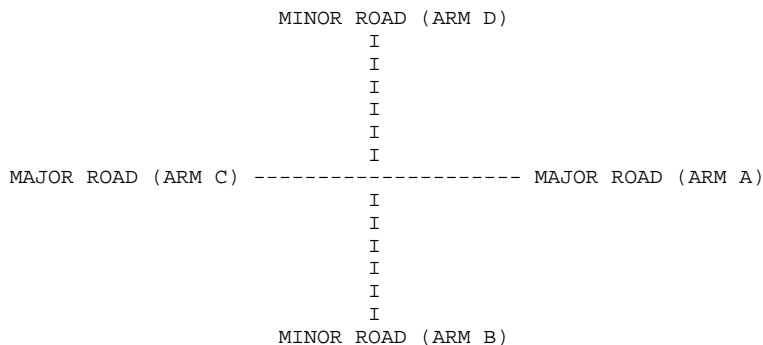 MINOR ROAD (ARM D)
I
I
I
I
I
I
MAJOR ROAD (ARM C) --------------------- MAJOR ROAD (ARM A)
I
I
I
I
I
I
MINOR ROAD (ARM B)